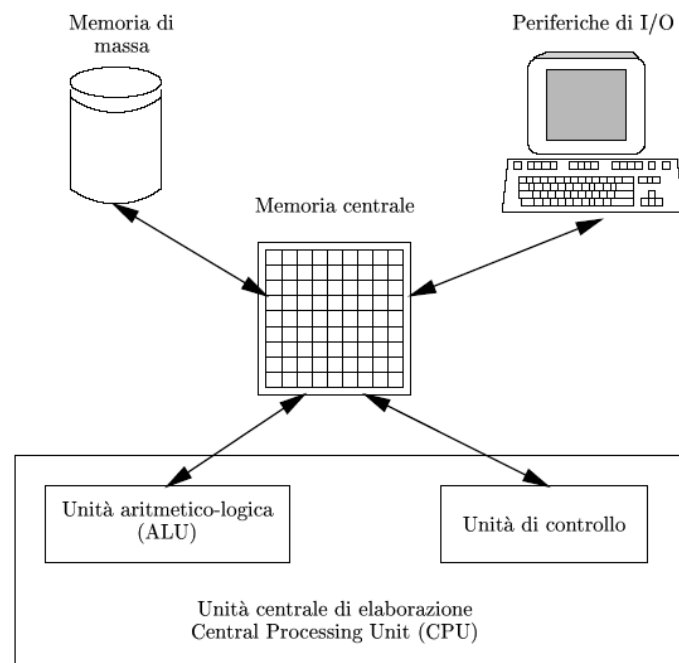 Memoria di
massa
Periferiche di I/O
Memoria centrale
Unità aritmetico-logica
(ALU)
Unità di controllo
Unità centrale di elaborazione
Central Processing Unit (CPU)